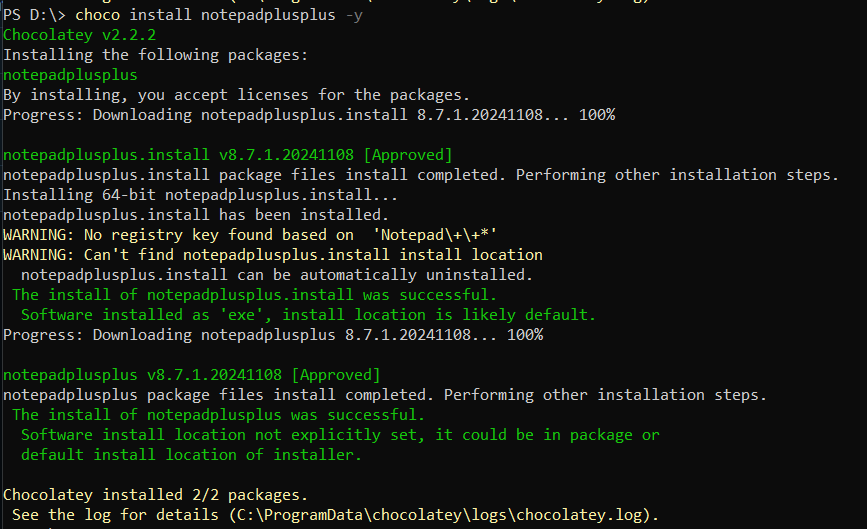 PS D:\> choco install notepadplusplus -y
Chocolatey v2.2.2
Installing the following packages:
notepadplusplus
By installing, you accept licenses for the packages.
Progress: Downloading notepadplusplus.install 8.7.1.20241108... 100%
notepadplusplus.install v8.7.1.20241108 [Approved]
notepadplusplus.install package files install completed. Performing other installation steps.
Installing 64-bit notepadplusplus.install...
notepadplusplus.install has been installed.
WARNING: No registry key found based on  'Notepad\+\+*'
WARNING: Can't find notepadplusplus.install install location
  notepadplusplus.install can be automatically uninstalled.
 The install of notepadplusplus.install was successful.
  Software installed as 'exe', install location is likely default.
Progress: Downloading notepadplusplus 8.7.1.20241108... 100%
notepadplusplus v8.7.1.20241108 [Approved]
notepadplusplus package files install completed. Performing other installation steps.
 The install of notepadplusplus was successful.
  Software install location not explicitly set, it could be in package or
  default install location of installer.
Chocolatey installed 2/2 packages.
 See the log for details (C:\ProgramData\chocolatey\logs\chocolatey.log).